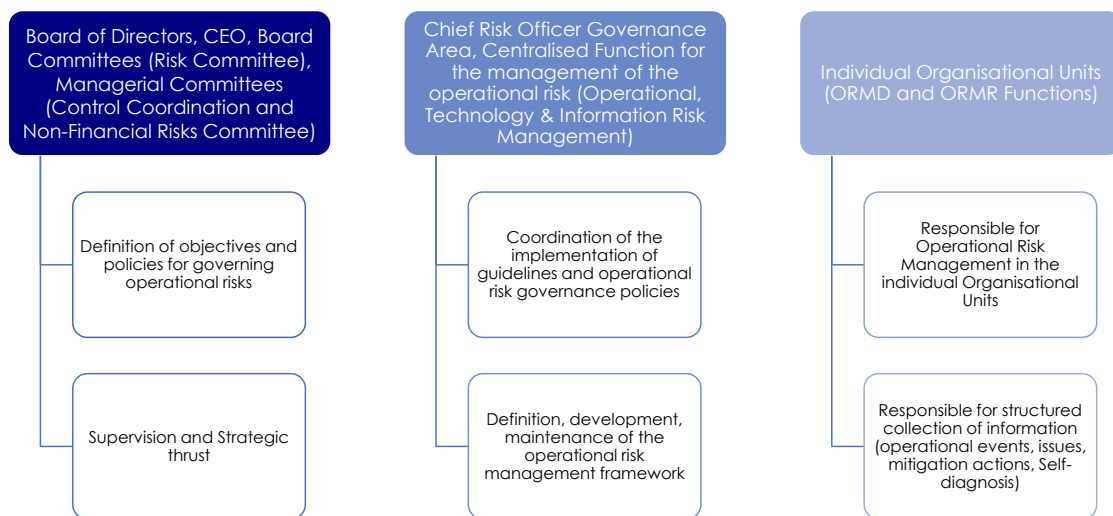 Board of Directors, CEO, Board
Committees (Risk Committee),
Managerial Committees
(Control Coordination and
Non-Financial Risks Committee)
Definition of objectives and
policies for governing
operational risks
Supervision and Strategic
thrust
Chief Risk Officer Governance
Area, Centralised Function for
the management of the
operational risk (Operational,
Technology & Information Risk
Management)
Coordination of the
implementation of
guidelines and operational
risk governance policies
Definition, development,
maintenance of the
operational risk
management framework
Individual Organisational Units
(ORMD and ORMR Functions)
Responsible for
Operational Risk
Management in the
individual Organisational
Units
Responsible for structured
collection of information
(operational events, issues,
mitigation actions, Self-
diagnosis)